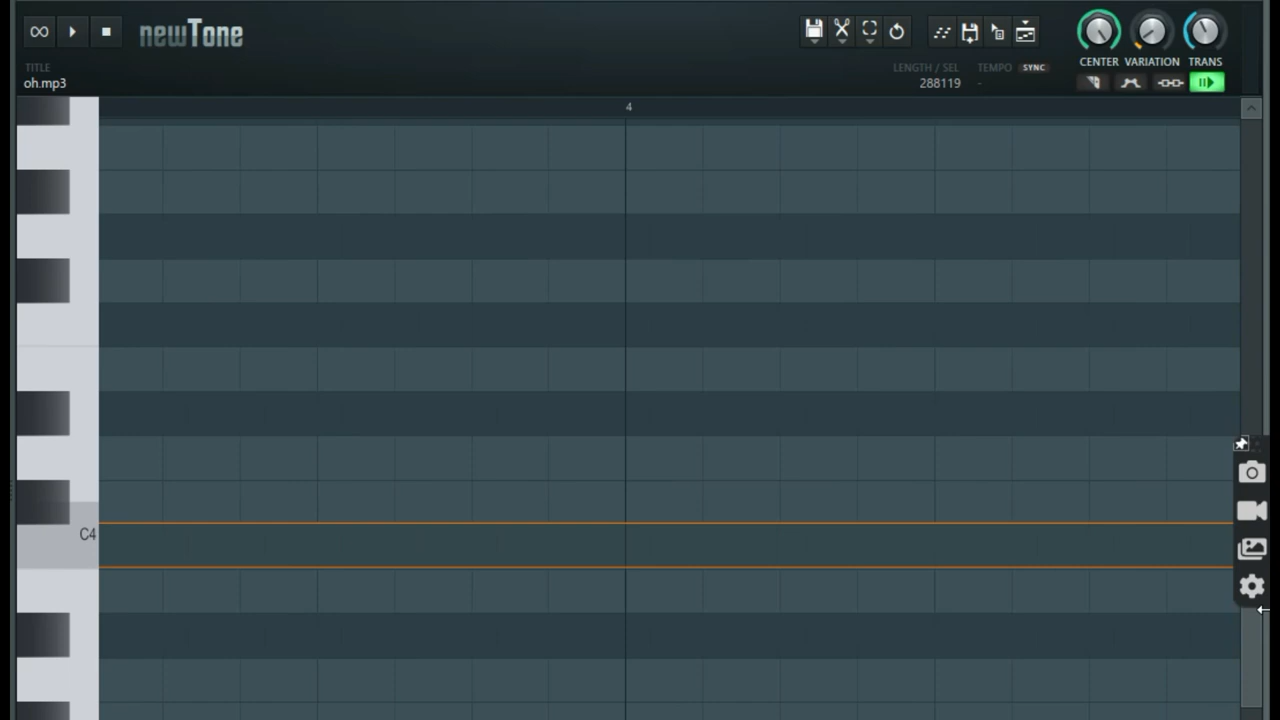 newTone
CENTER VARIATION TRANS
TITLE
LENGTH / SEL TEMPO SYNC
oh.mp3
288119 -
4
C4